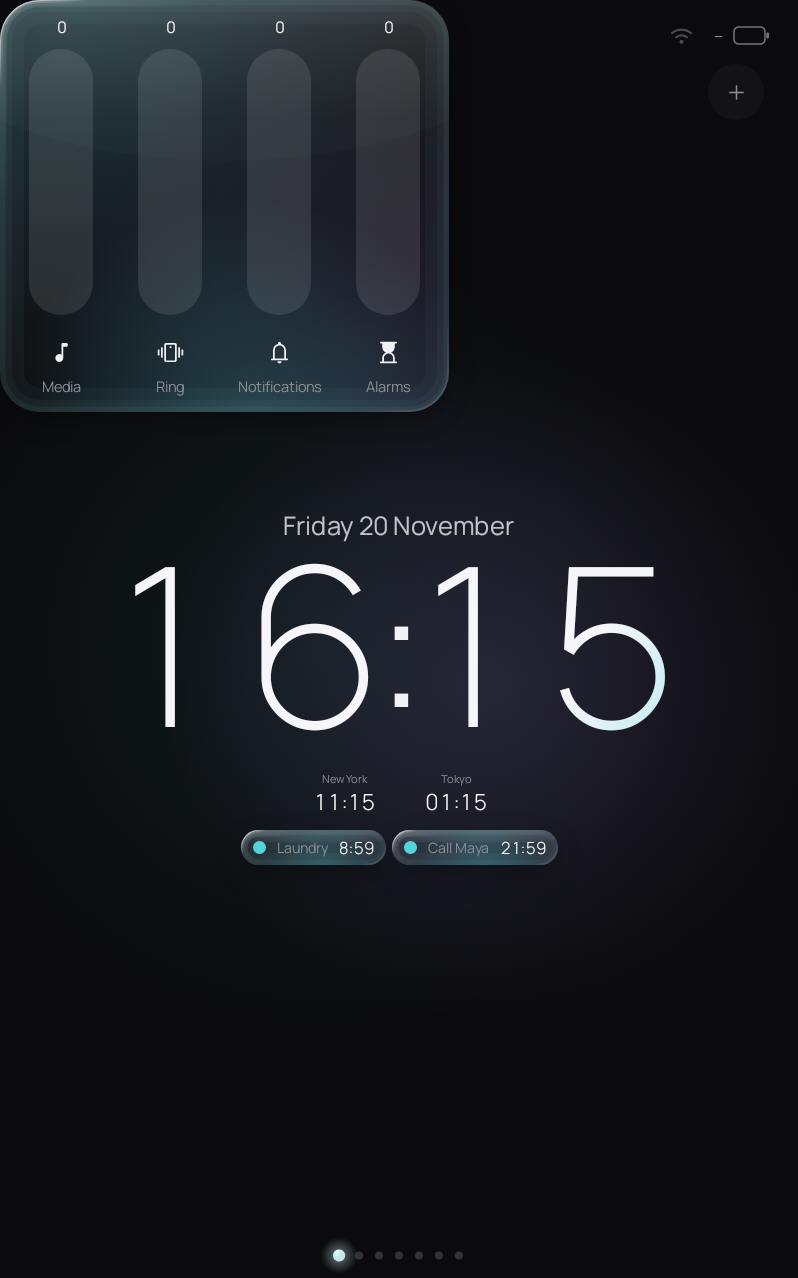 0 0 0 0
–
+
Media Ring Notifications Alarms
Friday 20 November
16:15
New York Tokyo
11:15 01:15
Laundry 8:59 Call Maya 21:59